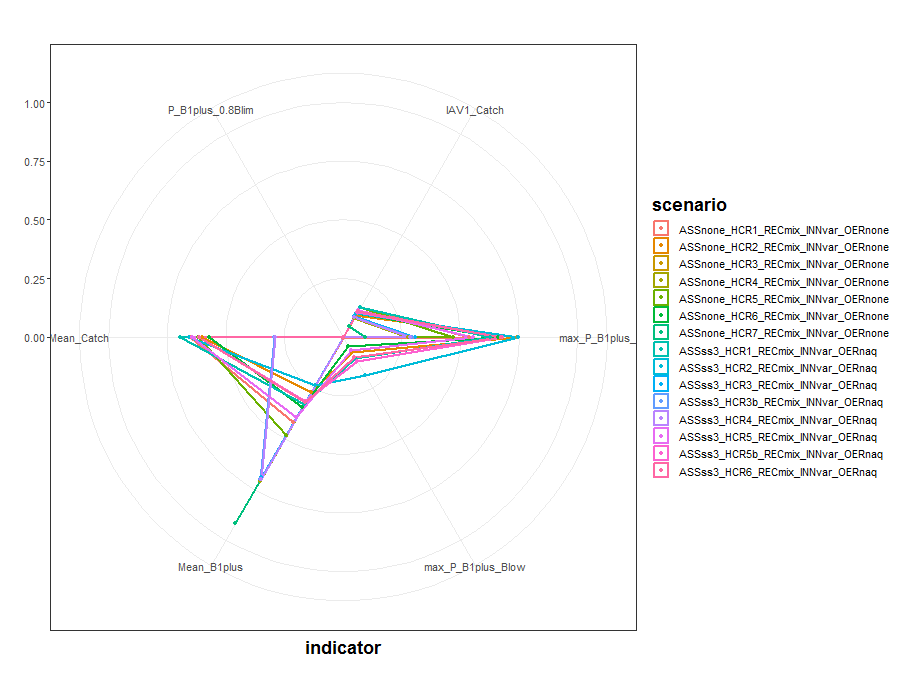 P_B1plus_0.8Blim
IAV1_Catch
1.00
0.75
0.50
0.25
0.00
Mean_Catch
max_P_B1plus_
Mean_B1plus
max_P_B1plus_Blow
indicator
scenario
ASSnone_HCR1_RECmix_INNvar_OERnone
ASSnone_HCR2_RECmix_INNvar_OERnone
ASSnone_HCR3_RECmix_INNvar_OERnone
ASSnone_HCR4_RECmix_INNvar_OERnone
ASSnone_HCR5_RECmix_INNvar_OERnone
ASSnone_HCR6_RECmix_INNvar_OERnone
ASSnone_HCR7_RECmix_INNvar_OERnone
ASSss3_HCR1_RECmix_INNvar_OERnaq
ASSss3_HCR2_RECmix_INNvar_OERnaq
ASSss3_HCR3_RECmix_INNvar_OERnaq
ASSss3_HCR3b_RECmix_INNvar_OERnaq
ASSss3_HCR4_RECmix_INNvar_OERnaq
ASSss3_HCR5_RECmix_INNvar_OERnaq
ASSss3_HCR5b_RECmix_INNvar_OERnaq
ASSss3_HCR6_RECmix_INNvar_OERnaq